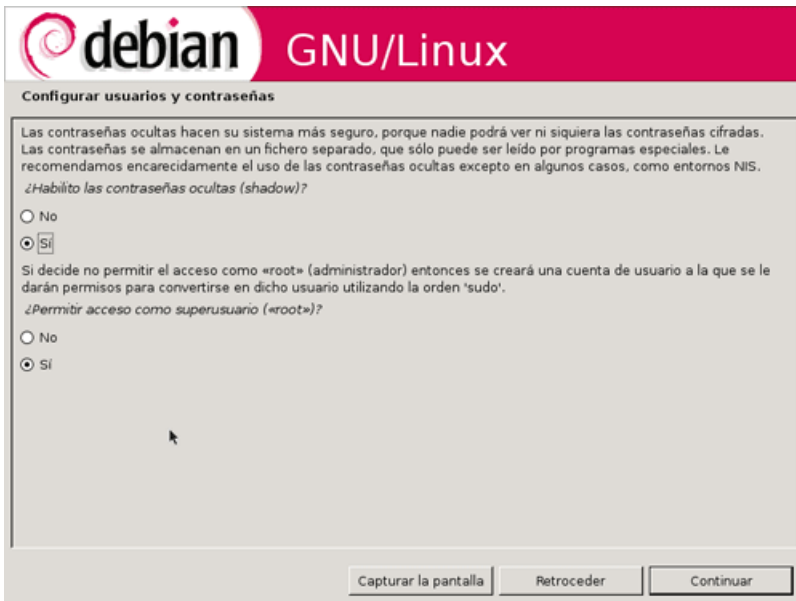 debian GNU/Linux
Configurar usuarios y contraseñas
Las contraseñas ocultas hacen su sistema más seguro, porque nadie podrá ver ni siquiera las contraseñas cifradas.
Las contraseñas se almacenan en un fichero separado, que sólo puede ser leído por programas especiales. Le
recomendamos encarecidamente el uso de las contraseñas ocultas excepto en algunos casos, como entornos NIS.
¿Habilito las contraseñas ocultas (shadow)?
No
Sí
Si decide no permitir el acceso como «root» (administrador) entonces se creará una cuenta de usuario a la que se le
darán permisos para convertirse en dicho usuario utilizando la orden 'sudo'.
¿Permitir acceso como superusuario («root»)?
No
Sí
Capturar la pantalla Retroceder Continuar